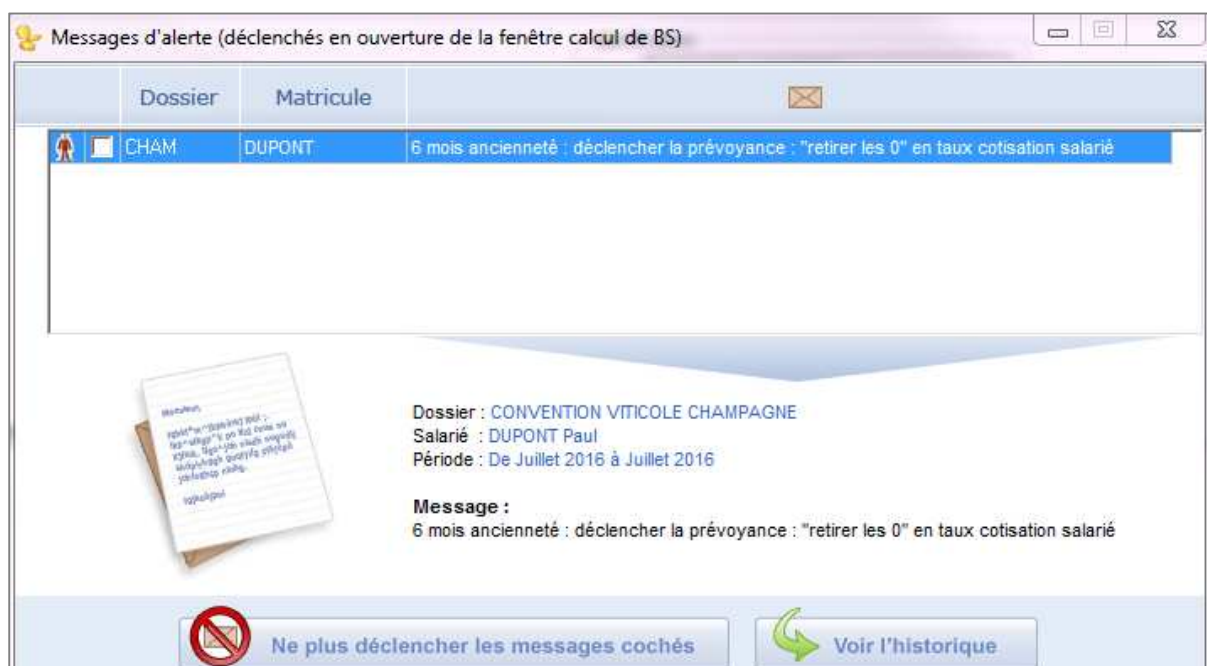 Messages d'alerte (déclenchés en ouverture de la fenêtre calcul de BS)
Dossier Matricule
CHAM DUPONT 6 mois ancienneté : déclencher la prévoyance : "retirer les 0" en taux cotisation salarié
Dossier : CONVENTION VITICOLE CHAMPAGNE
Salarié : DUPONT Paul
Période : De Juillet 2016 à Juillet 2016
Message :
6 mois ancienneté : déclencher la prévoyance : "retirer les 0" en taux cotisation salarié
Ne plus déclencher les messages cochés Voir l'historique